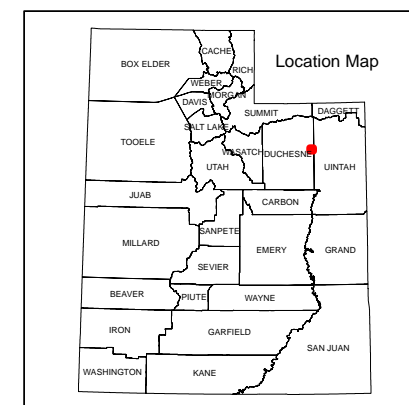 CACHE
BOX ELDER
RICH
Location Map
WEBER
MORGAN
DAVIS
SUMMIT
DAGGETT
SALT LAKE
TOOELE
WASATCH
DUCHESNE
UTAH
UINTAH
JUAB
CARBON
SANPETE
MILLARD
EMERY
GRAND
SEVIER
BEAVER
PIUTE
WAYNE
IRON
GARFIELD
SAN JUAN
WASHINGTON
KANE